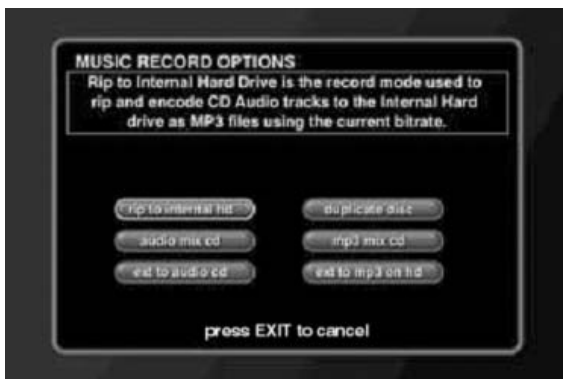 MUSIC RECORD OPTIONS
Rip to Internal Hard Drive is the record mode used to
rip and encode CD Audio tracks to the Internal Hard
drive as MP3 files using the current bitrate.
rip to internal hd
duplicate disc
audio mix cd
mp3 mix cd
ext to audio cd
ext to mp3 on hd
press EXIT to cancel